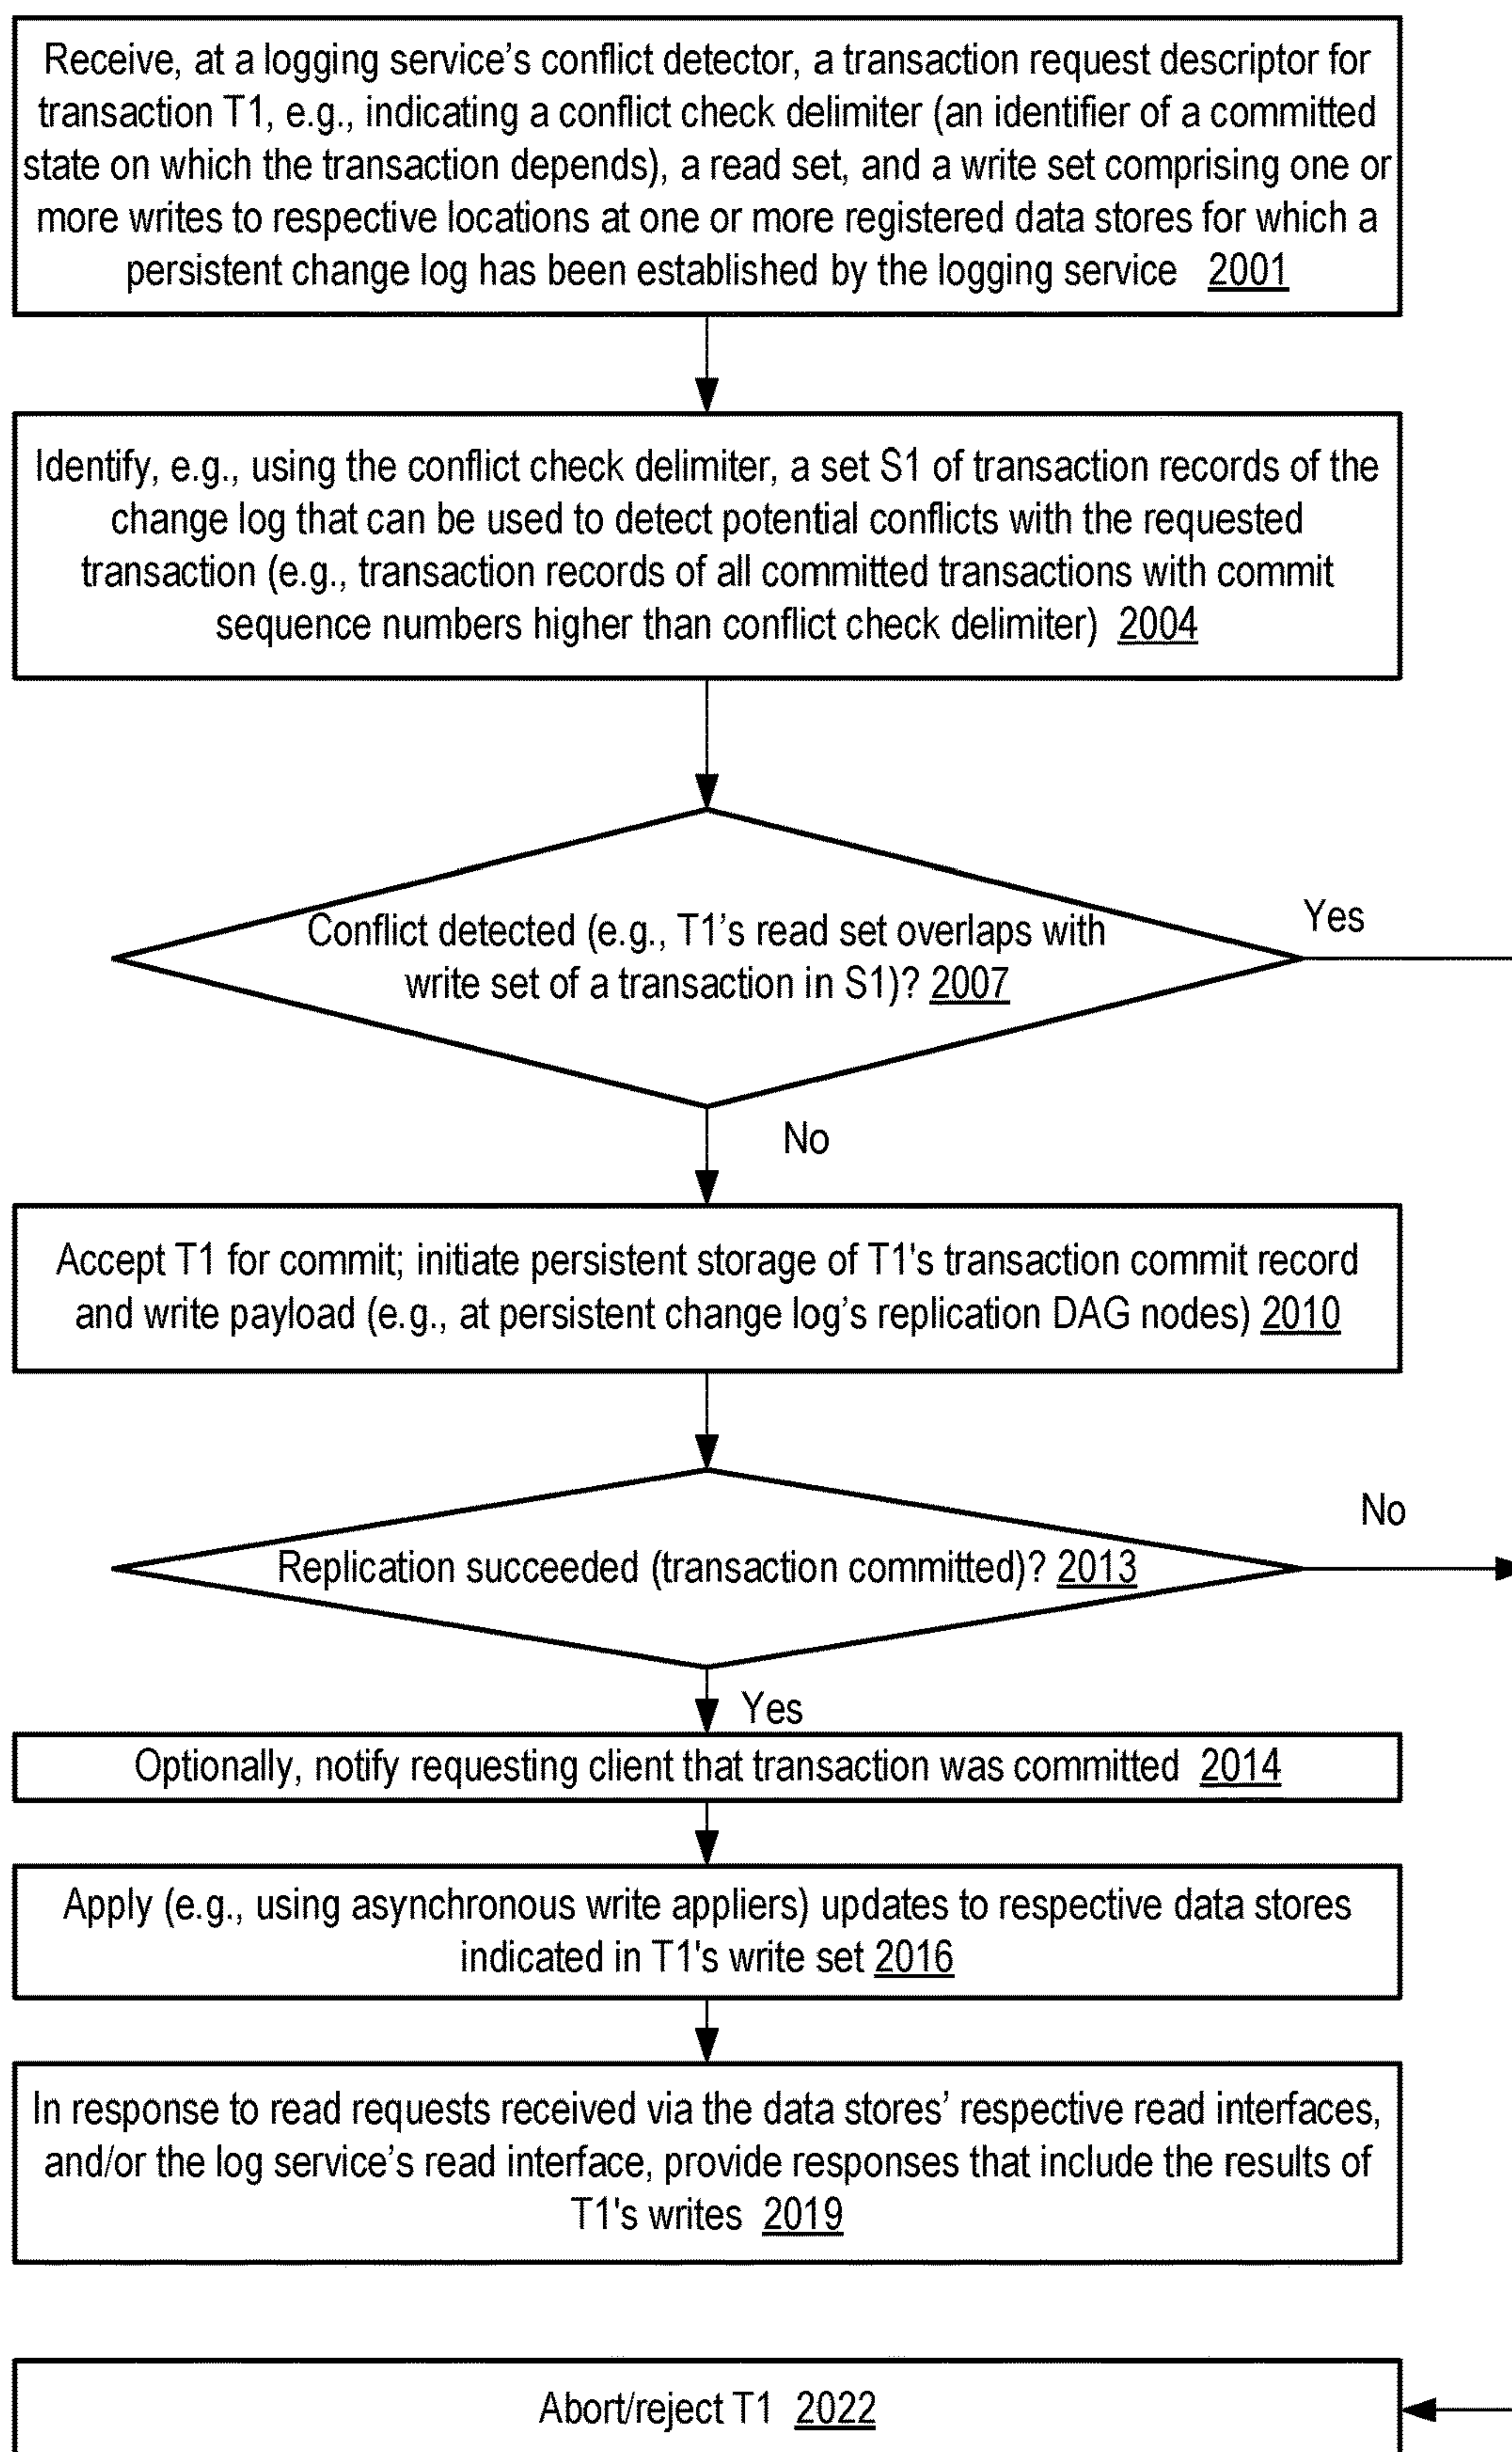 Receive, at a logging service’s conflict detector, a transaction request descriptor for
transaction T1, e.g., indicating a conflict check delimiter (an identifier of a committed
state on which the transaction depends), a read set, and a write set comprising one or
more writes to respective locations at one or more registered data stores for which a
persistent change log has been established by the logging service 2001
Identify, e.g., using the conflict check delimiter, a set S1 of transaction records of the
change log that can be used to detect potential conflicts with the requested
transaction (e.g., transaction records of all committed transactions with commit
sequence numbers higher than conflict check delimiter) 2004
Conflict detected (e.g., T1’s read set overlaps with
write set of a transaction in S1)? 2007
Yes
No
Accept T1 for commit; initiate persistent storage of T1's transaction commit record
and write payload (e.g., at persistent change log’s replication DAG nodes) 2010
Replication succeeded (transaction committed)? 2013
No
Yes
Optionally, notify requesting client that transaction was committed 2014
Apply (e.g., using asynchronous write appliers) updates to respective data stores
indicated in T1's write set 2016
In response to read requests received via the data stores’ respective read interfaces,
and/or the log service’s read interface, provide responses that include the results of
T1's writes 2019
Abort/reject T1 2022